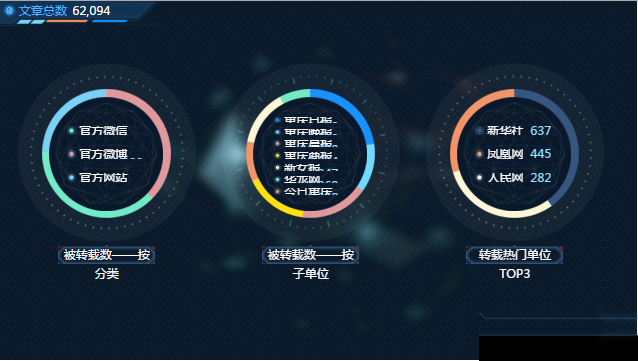 文章总数 62,094
官方微信
官方微博
官方网站
重庆日报
重庆晚报
重庆晨报
重庆商报
新女报
华龙网
今日重庆
新华社 637
凤凰网 445
人民网 282
被转载数——按
分类
被转载数——按
子单位
转载热门单位
TOP3